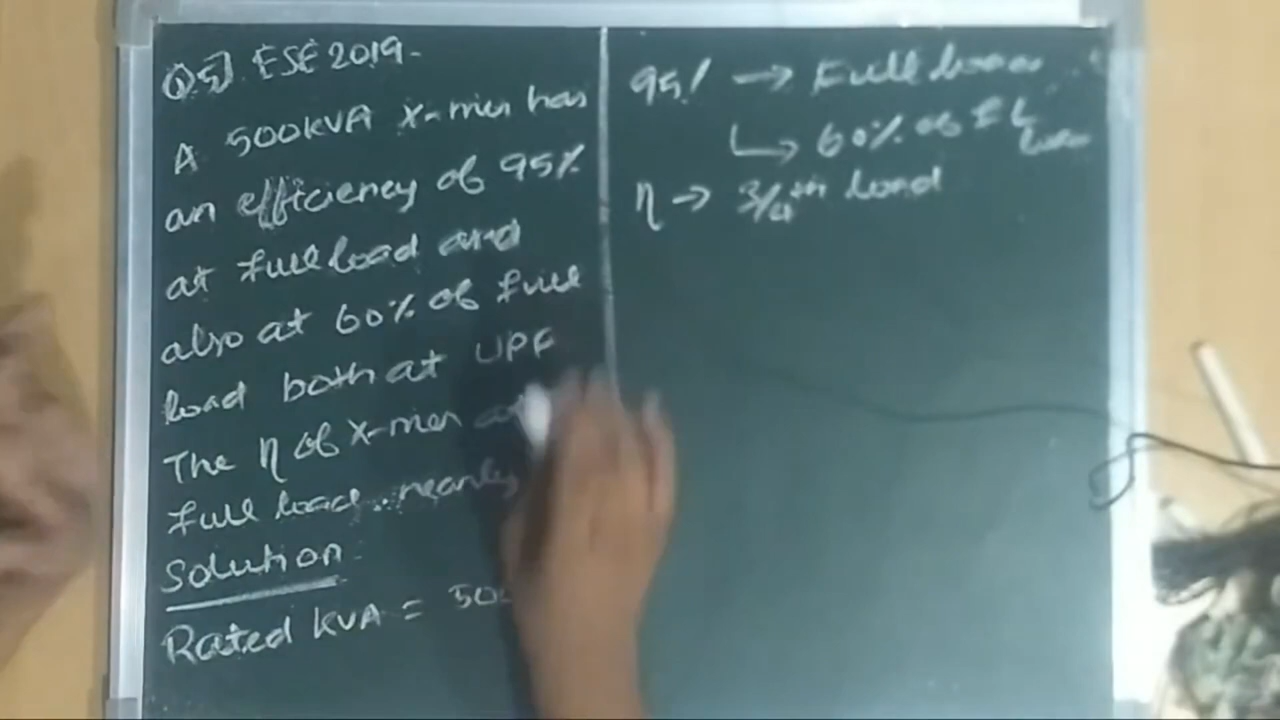 Q5] ESE 2019-
A 500KVA X-mer has
an efficiency of 95%
at full load and
also at 60% of full
load both at UPF
The η of X-mer
full load. nearly
Solution
Rated KVA =
95% → Full load
↳ 60% of FL
load
η → 3/4th load